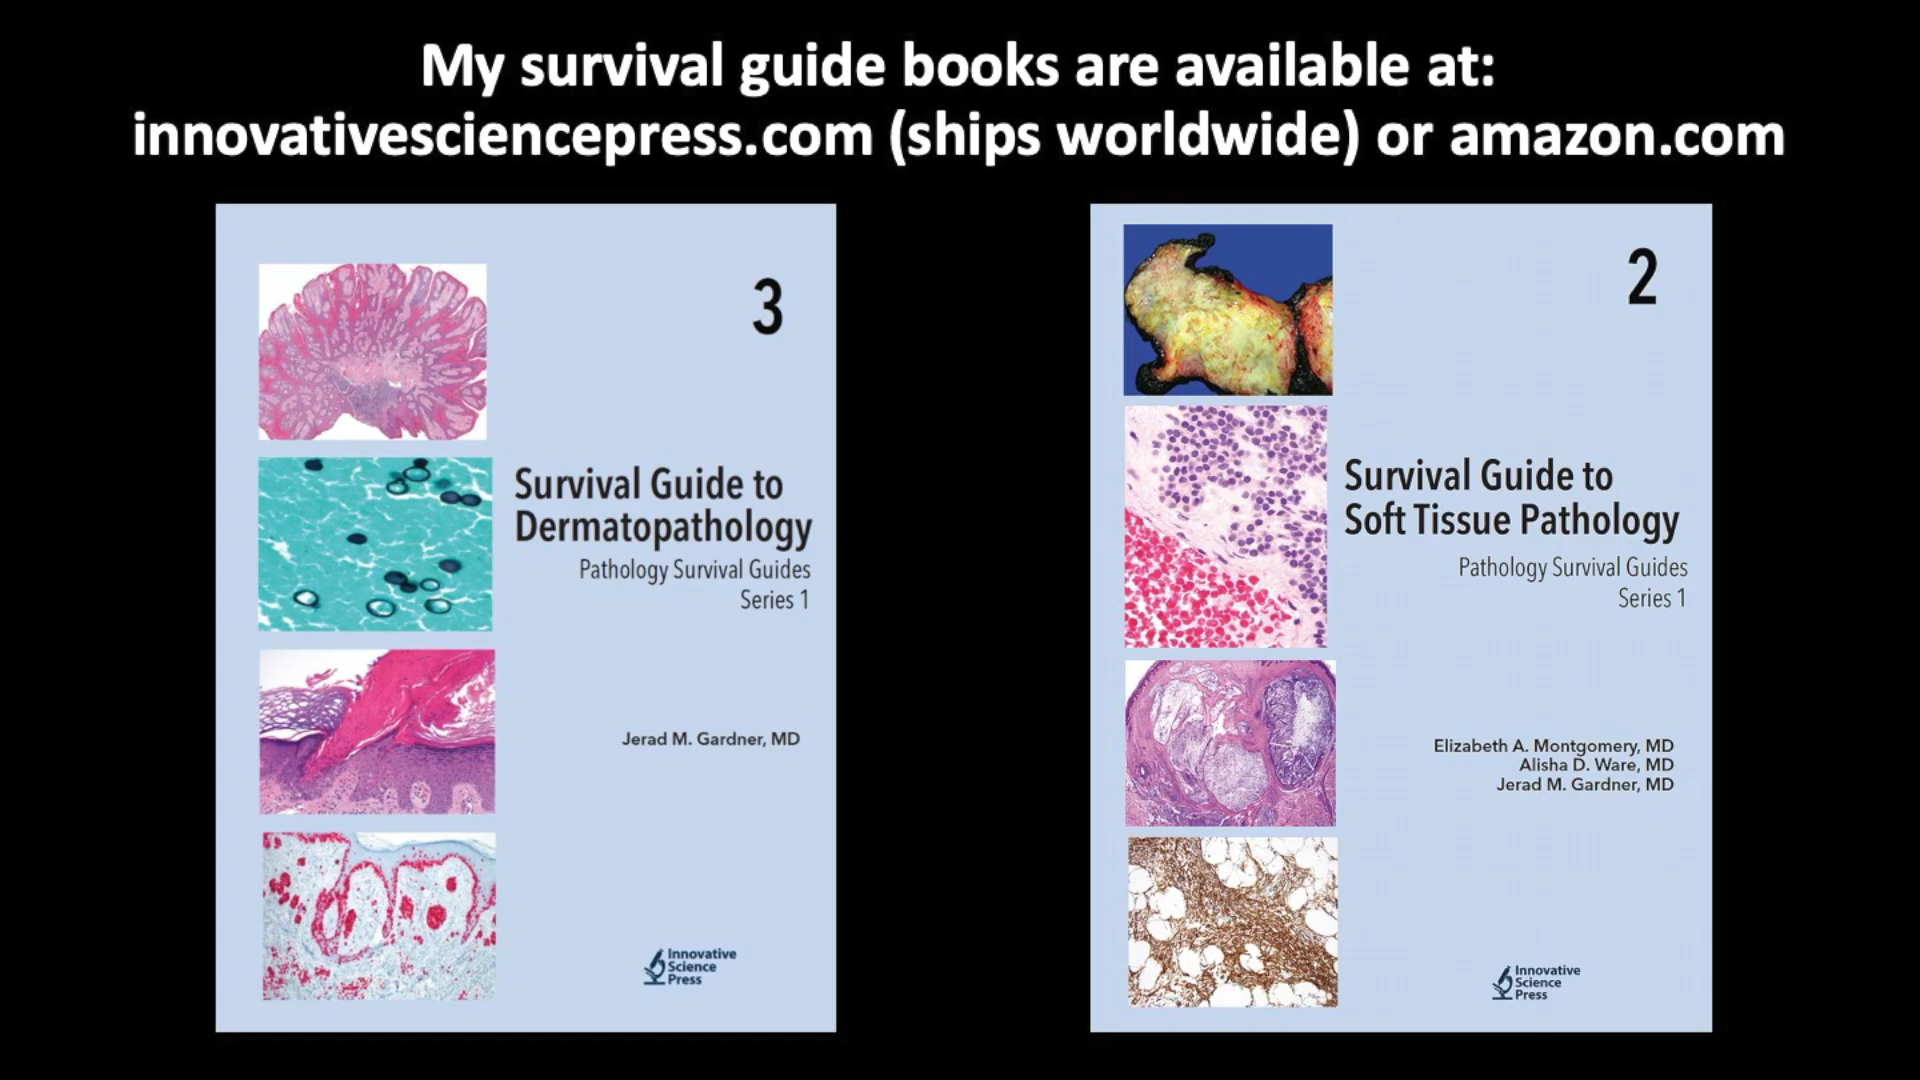 My survival guide books are available at:
innovativesciencepress.com (ships worldwide) or amazon.com
3
Survival Guide to
Dermatopathology
Pathology Survival Guides
Series 1
Jerad M. Gardner, MD
Innovative
Science
Press
2
Survival Guide to
Soft Tissue Pathology
Pathology Survival Guides
Series 1
Elizabeth A. Montgomery, MD
Alisha D. Ware, MD
Jerad M. Gardner, MD
Innovative
Science
Press